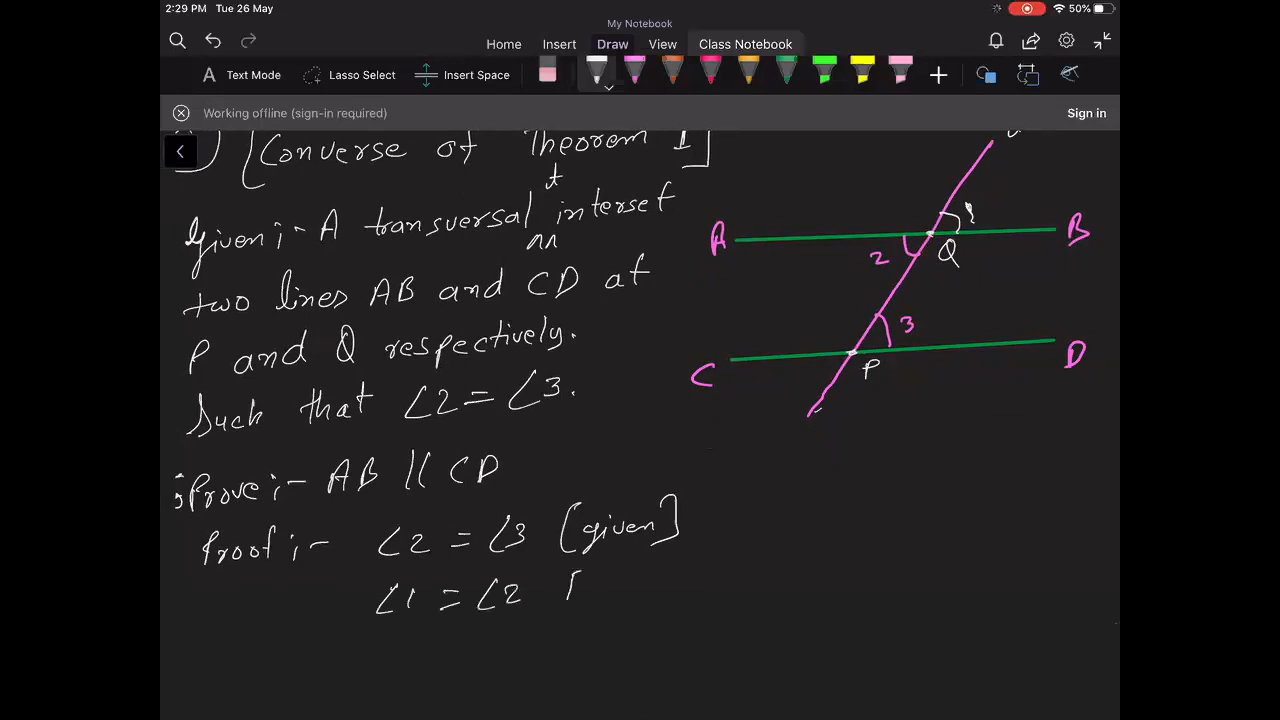 2:29 PM Tue 26 May
50%
My Notebook
Home Insert Draw View Class Notebook
Text Mode Lasso Select Insert Space
Working offline (sign-in required) Sign in
[Converse of Theorem I]
Given :- A transversal interset
t
two lines AB and CD at
P and Q respectively.
Such that ∠2 = ∠3.
Prove :- AB || CD
Proof :- ∠2 = ∠3 [given]
∠1 = ∠2 [
A B
1
2 Q
3
C P D